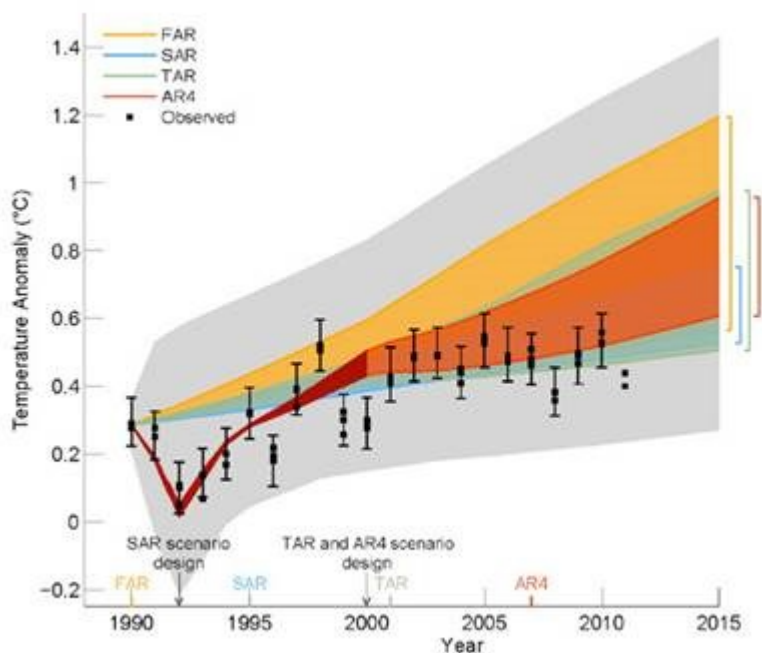 1.4
1.2
1
0.8
0.6
0.4
0.2
0
−0.2
Temperature Anomaly (°C)
FAR
SAR
TAR
AR4
Observed
SAR scenario
design
TAR and AR4 scenario
design
FAR
SAR
TAR
AR4
1990
1995
2000
2005
2010
2015
Year